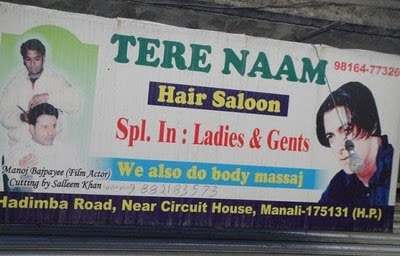 TERE NAAM
98164-77326
Hair Saloon
Spl. In : Ladies & Gents
We also do body massaj
Manoj Bajpayee (Film Actor)
Cutting by Salleem Khan
Hadimba Road, Near Circuit House, Manali-175131 (H.P.)